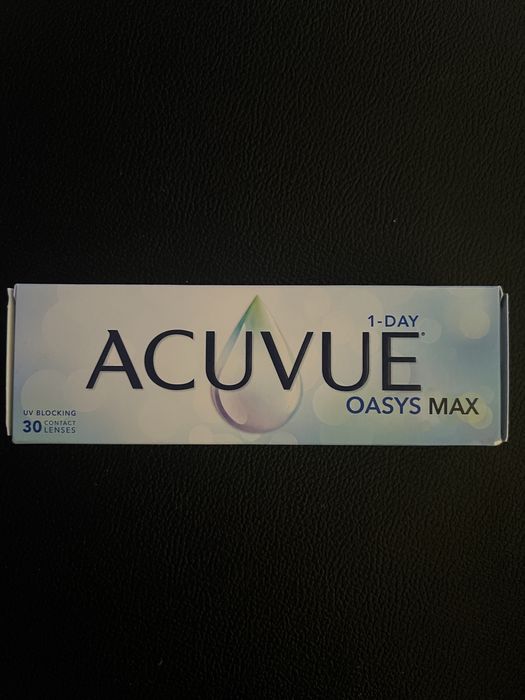 1-DAY
ACUVUE®
OASYS MAX
UV BLOCKING
30 CONTACT LENSES